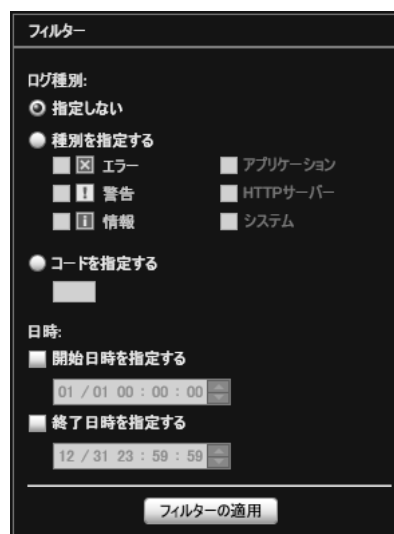 フィルター
ログ種別:
指定しない
種別を指定する
エラー アプリケーション
警告 HTTPサーバー
情報 システム
コードを指定する
日時:
開始日時を指定する
01 / 01 00 : 00 : 00
終了日時を指定する
12 / 31 23 : 59 : 59
フィルターの適用